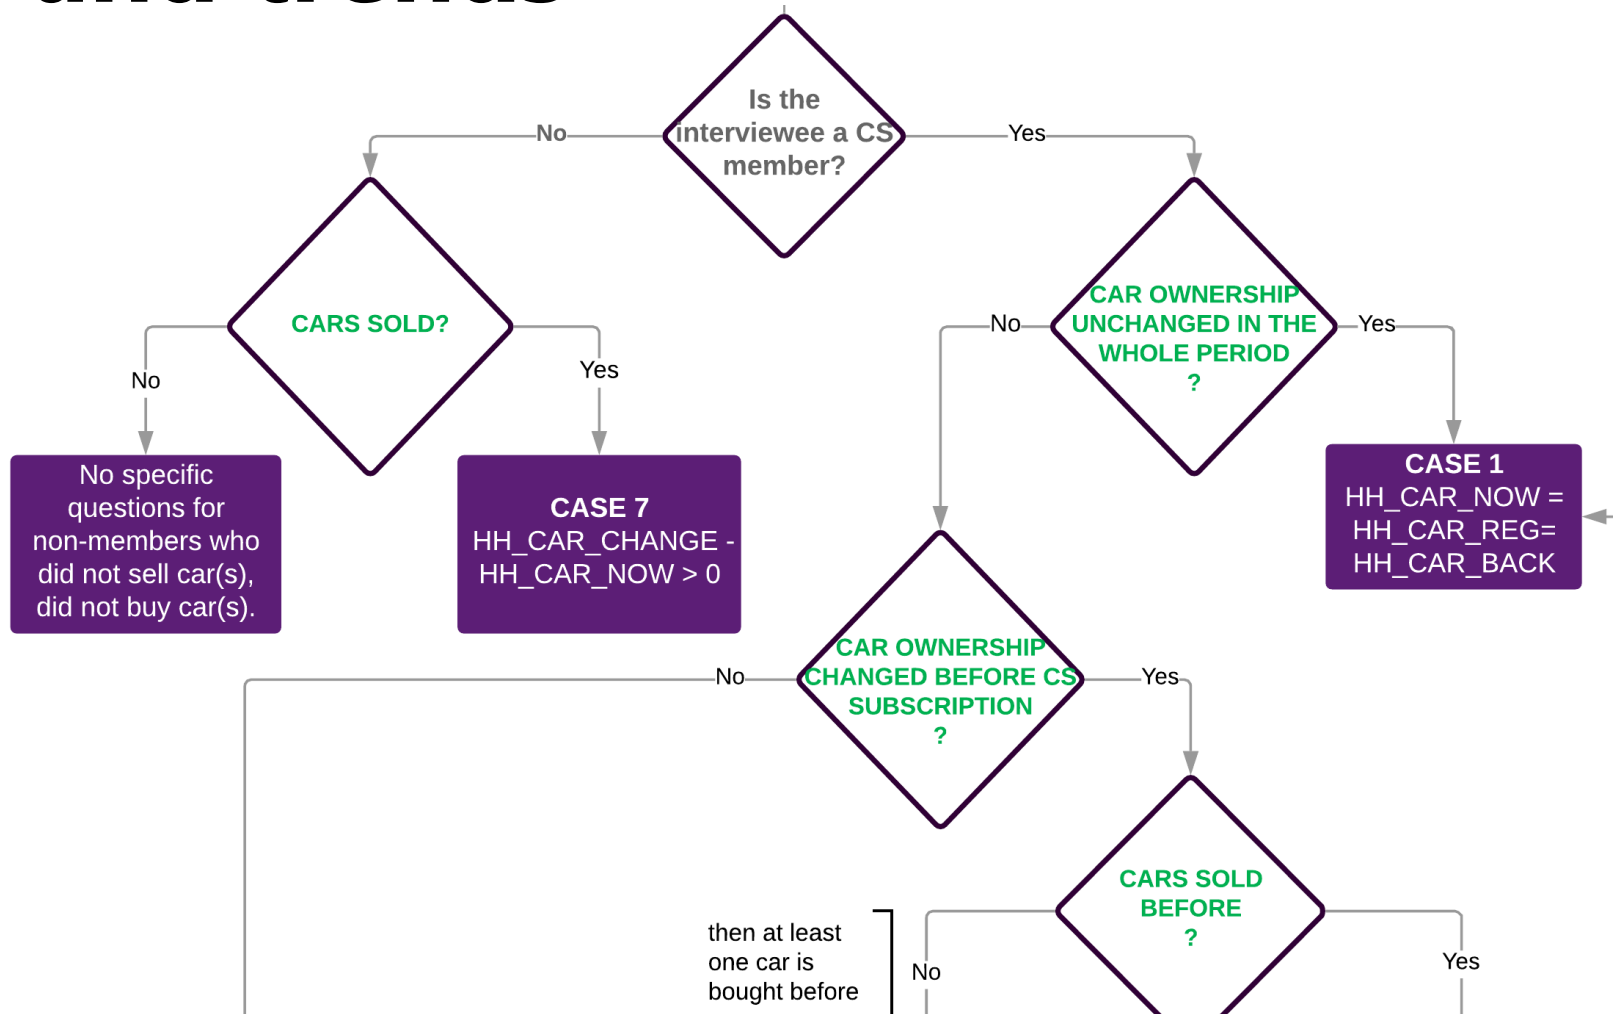 and trends
Is the
interviewee a CS
member?
No
Yes
CARS SOLD?
CAR OWNERSHIP
UNCHANGED IN THE
WHOLE PERIOD
?
No
Yes
No
Yes
No specific
questions for
non-members who
did not sell car(s),
did not buy car(s).
CASE 7
HH_CAR_CHANGE -
HH_CAR_NOW > 0
CASE 1
HH_CAR_NOW =
HH_CAR_REG=
HH_CAR_BACK
CAR OWNERSHIP
CHANGED BEFORE CS
SUBSCRIPTION
?
No
Yes
CARS SOLD
BEFORE
?
then at least
one car is
bought before
No
Yes